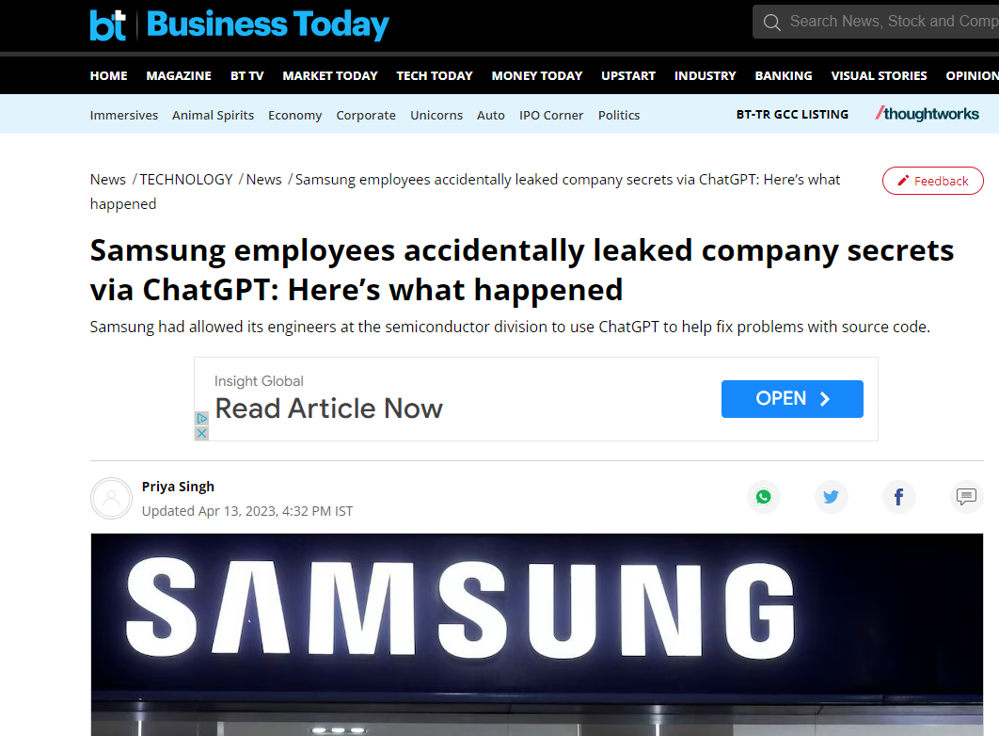 bt Business Today
Search News, Stock and Comp
HOME MAGAZINE BT TV MARKET TODAY TECH TODAY MONEY TODAY UPSTART INDUSTRY BANKING VISUAL STORIES OPINION
Immersives Animal Spirits Economy Corporate Unicorns Auto IPO Corner Politics BT-TR GCC LISTING /thoughtworks
News / TECHNOLOGY / News / Samsung employees accidentally leaked company secrets via ChatGPT: Here’s what
happened
Feedback
Samsung employees accidentally leaked company secrets
via ChatGPT: Here’s what happened
Samsung had allowed its engineers at the semiconductor division to use ChatGPT to help fix problems with source code.
Insight Global
Read Article Now
OPEN
Priya Singh
Updated Apr 13, 2023, 4:32 PM IST
SAMSUNG